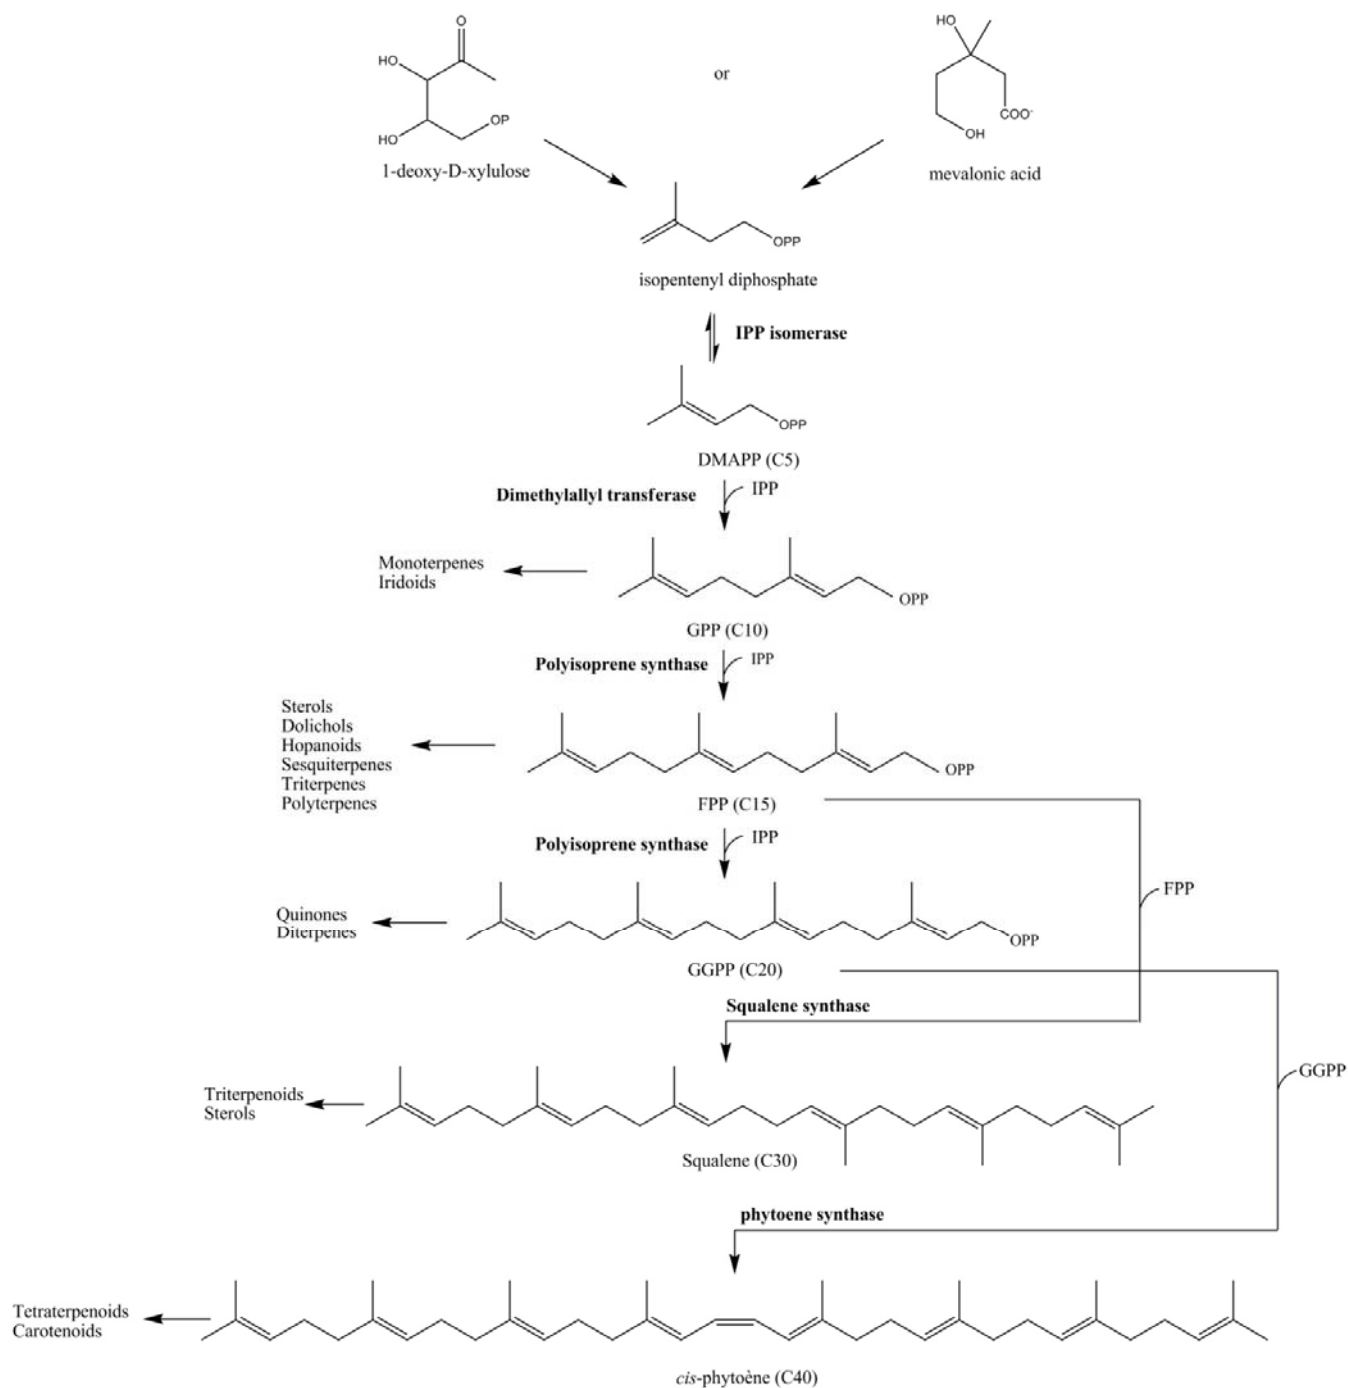 O
HO
HO
OP
1-deoxy-D-xylulose
or
HO
COO-
OH
mevalonic acid
OPP
isopentenyl diphosphate
IPP isomerase
OPP
DMAPP (C5)
Dimethylallyl transferase
IPP
Monoterpenes
Iridoids
OPP
GPP (C10)
Polyisoprene synthase
IPP
Sterols
Dolichols
Hopanoids
Sesquiterpenes
Triterpenes
Polyterpenes
OPP
FPP (C15)
Polyisoprene synthase
IPP
FPP
Quinones
Diterpenes
OPP
GGPP (C20)
Squalene synthase
GGPP
Triterpenoids
Sterols
Squalene (C30)
phytoene synthase
Tetraterpenoids
Carotenoids
cis-phytoène (C40)